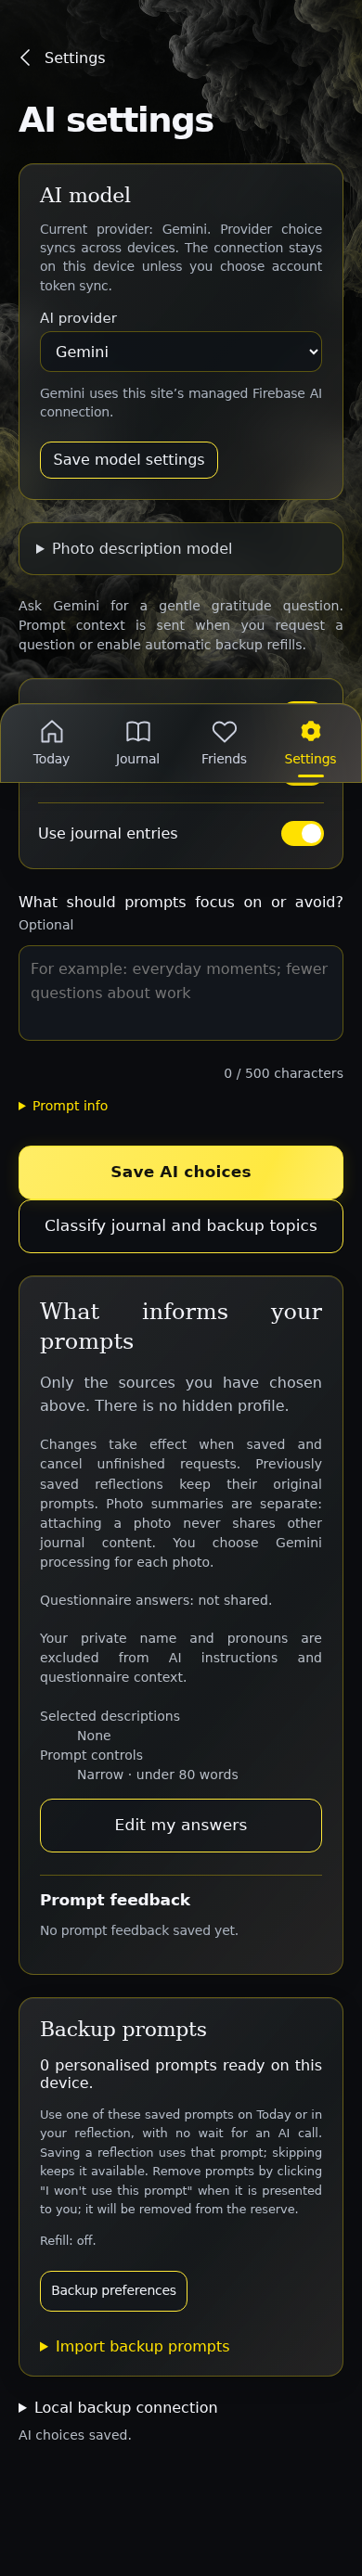 Settings
AI settings
AI model
Current provider: Gemini. Provider choice
syncs across devices. The connection stays
on this device unless you choose account
token sync.
AI provider
Gemini
Gemini uses this site’s managed Firebase AI
connection.
Save model settings
Photo description model
Ask Gemini for a gentle gratitude question.
Prompt context is sent when you request a
question or enable automatic backup refills.
Today
Journal
Friends
Settings
Use journal entries
What should prompts focus on or avoid?
Optional
For example: everyday moments; fewer
questions about work
0 / 500 characters
Prompt info
Save AI choices
Classify journal and backup topics
What informs your
prompts
Only the sources you have chosen
above. There is no hidden profile.
Changes take effect when saved and
cancel unfinished requests. Previously
saved reflections keep their original
prompts. Photo summaries are separate:
attaching a photo never shares other
journal content. You choose Gemini
processing for each photo.
Questionnaire answers: not shared.
Your private name and pronouns are
excluded from AI instructions and
questionnaire context.
Selected descriptions
None
Prompt controls
Narrow · under 80 words
Edit my answers
Prompt feedback
No prompt feedback saved yet.
Backup prompts
0 personalised prompts ready on this
device.
Use one of these saved prompts on Today or in
your reflection, with no wait for an AI call.
Saving a reflection uses that prompt; skipping
keeps it available. Remove prompts by clicking
"I won't use this prompt" when it is presented
to you; it will be removed from the reserve.
Refill: off.
Backup preferences
Import backup prompts
Local backup connection
AI choices saved.